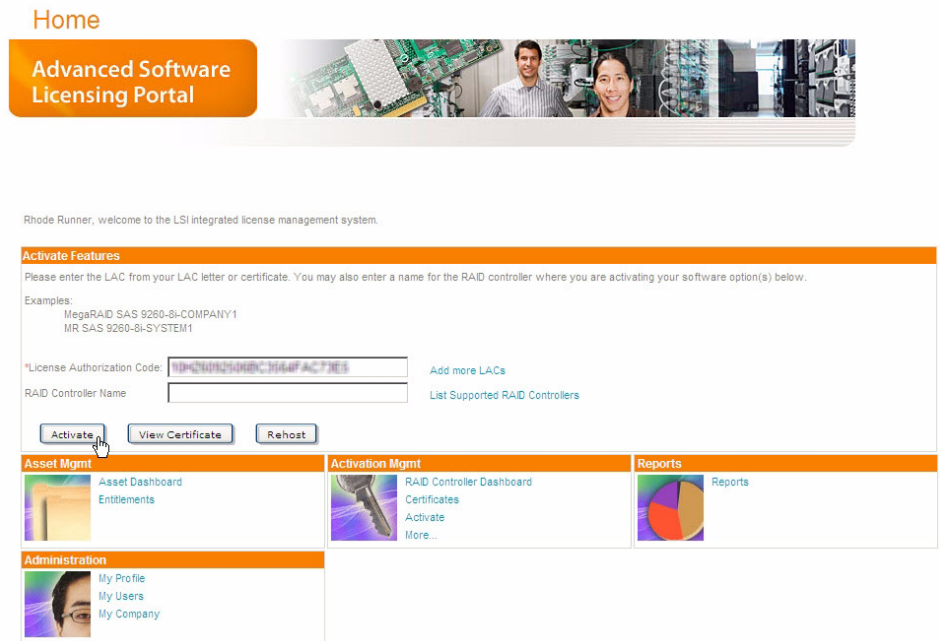 Home
Advanced Software
Licensing Portal
Rhode Runner, welcome to the LSI integrated license management system.
Activate Features
Please enter the LAC from your LAC letter or certificate. You may also enter a name for the RAID controller where you are activating your software option(s) below.
Examples:
MegaRAID SAS 9260-8i-COMPANY1
MR SAS 9260-8i-SYSTEM1
*License Authorization Code:
Add more LACs
RAID Controller Name
List Supported RAID Controllers
Activate
View Certificate
Rehost
Asset Mgmt
Asset Dashboard
Entitlements
Activation Mgmt
RAID Controller Dashboard
Certificates
Activate
More...
Reports
Reports
Administration
My Profile
My Users
My Company